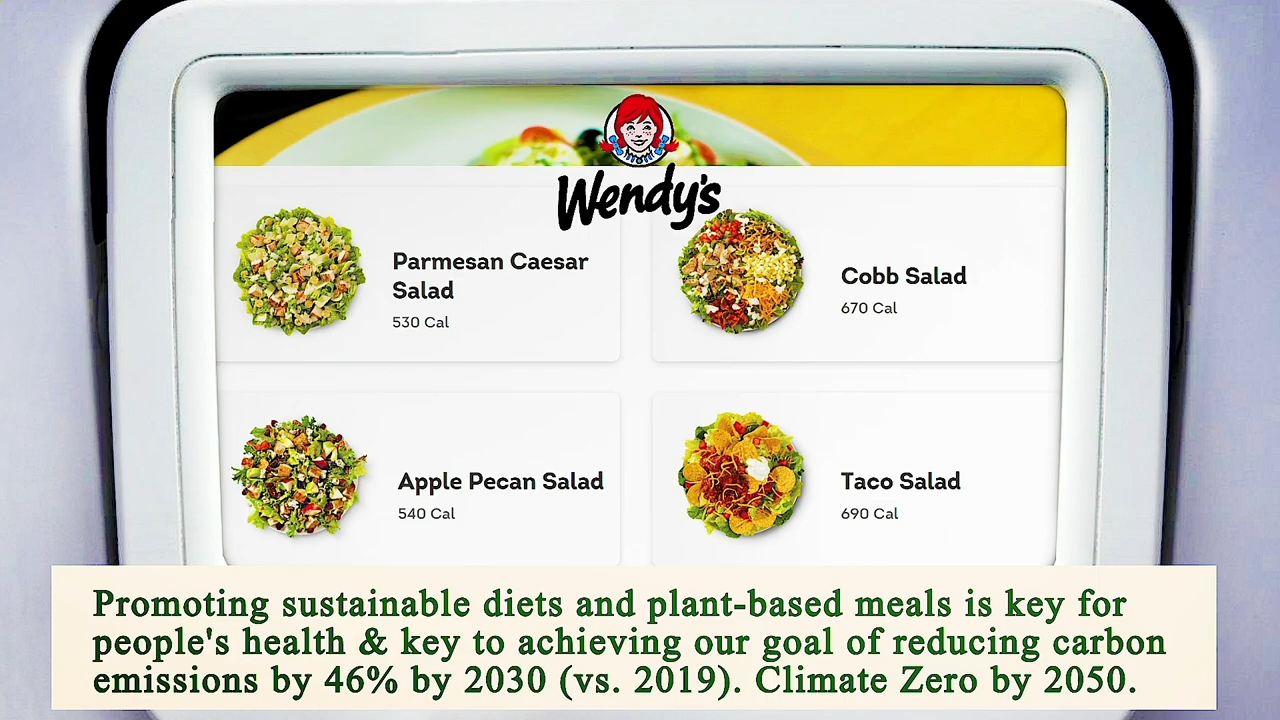 Wendy's
Parmesan Caesar
Salad
530 Cal
Cobb Salad
670 Cal
Apple Pecan Salad
540 Cal
Taco Salad
690 Cal
Promoting sustainable diets and plant-based meals is key for
people's health & key to achieving our goal of reducing carbon
emissions by 46% by 2030 (vs. 2019). Climate Zero by 2050.